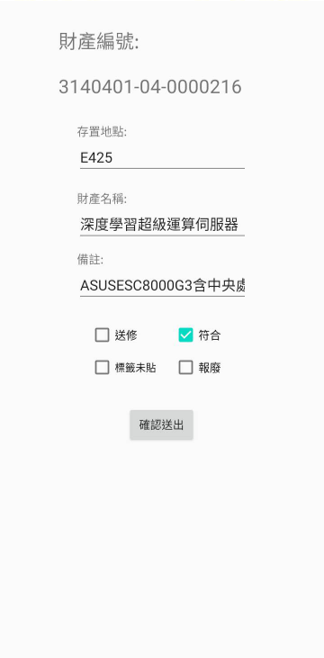 財產編號:
3140401-04-0000216
存置地點:
E425
財產名稱:
深度學習超級運算伺服器
備註:
ASUSESC8000G3含中央處
送修 符合
標籤未貼 報廢
確認送出